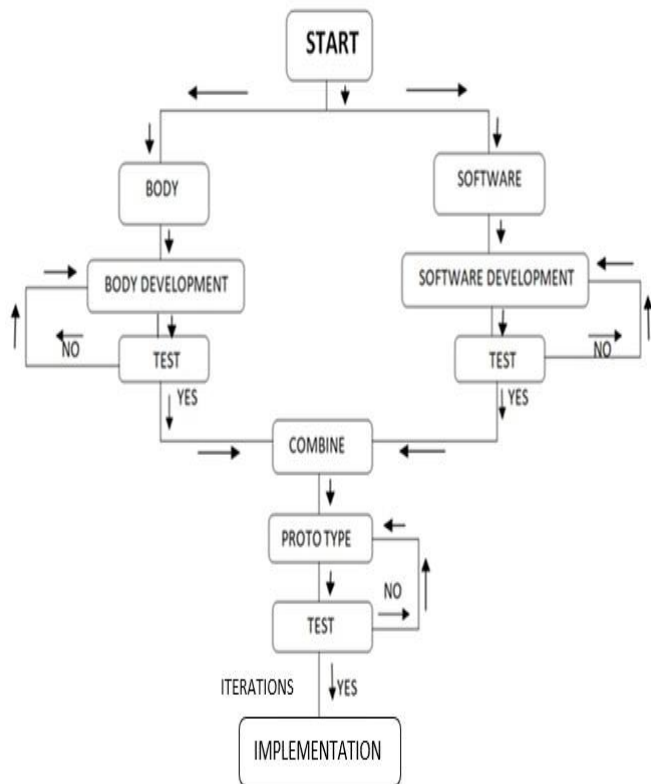 START
BODY
SOFTWARE
BODY DEVELOPMENT
SOFTWARE DEVELOPMENT
NO
TEST
TEST
NO
YES
YES
COMBINE
PROTO TYPE
NO
TEST
ITERATIONS
YES
IMPLEMENTATION